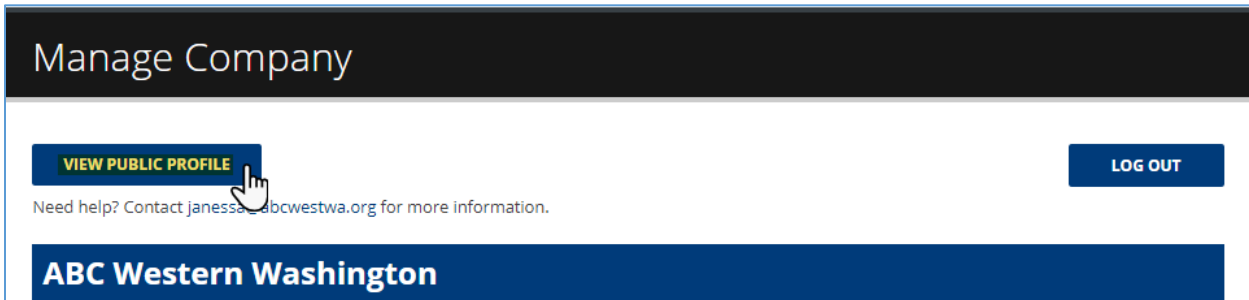 Manage Company
VIEW PUBLIC PROFILE
LOG OUT
Need help? Contact janessa@abcwestwa.org for more information.
ABC Western Washington